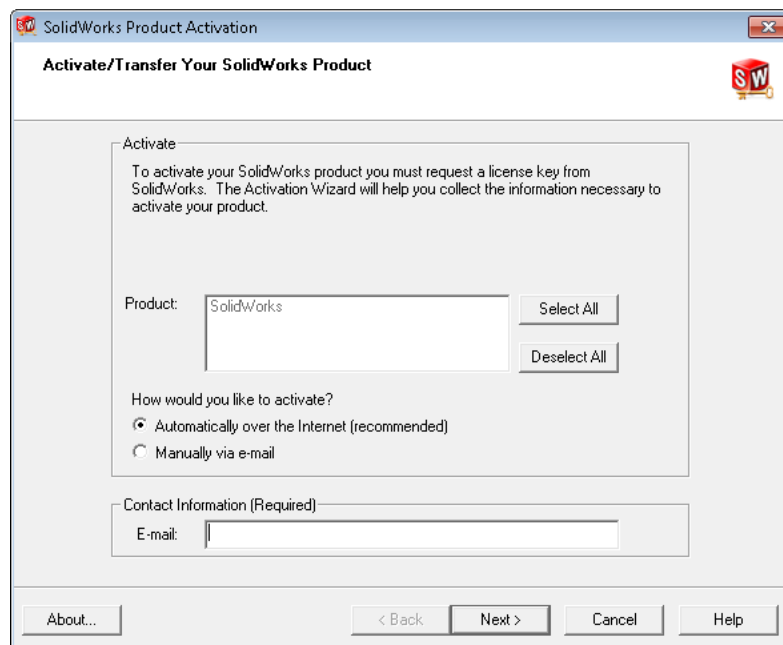 SolidWorks Product Activation
Activate/Transfer Your SolidWorks Product
SW
Activate
To activate your SolidWorks product you must request a license key from
SolidWorks. The Activation Wizard will help you collect the information necessary to
activate your product.
Product:
SolidWorks
Select All
Deselect All
How would you like to activate?
Automatically over the Internet (recommended)
Manually via e-mail
Contact Information (Required)
E-mail:
About...
< Back
Next >
Cancel
Help